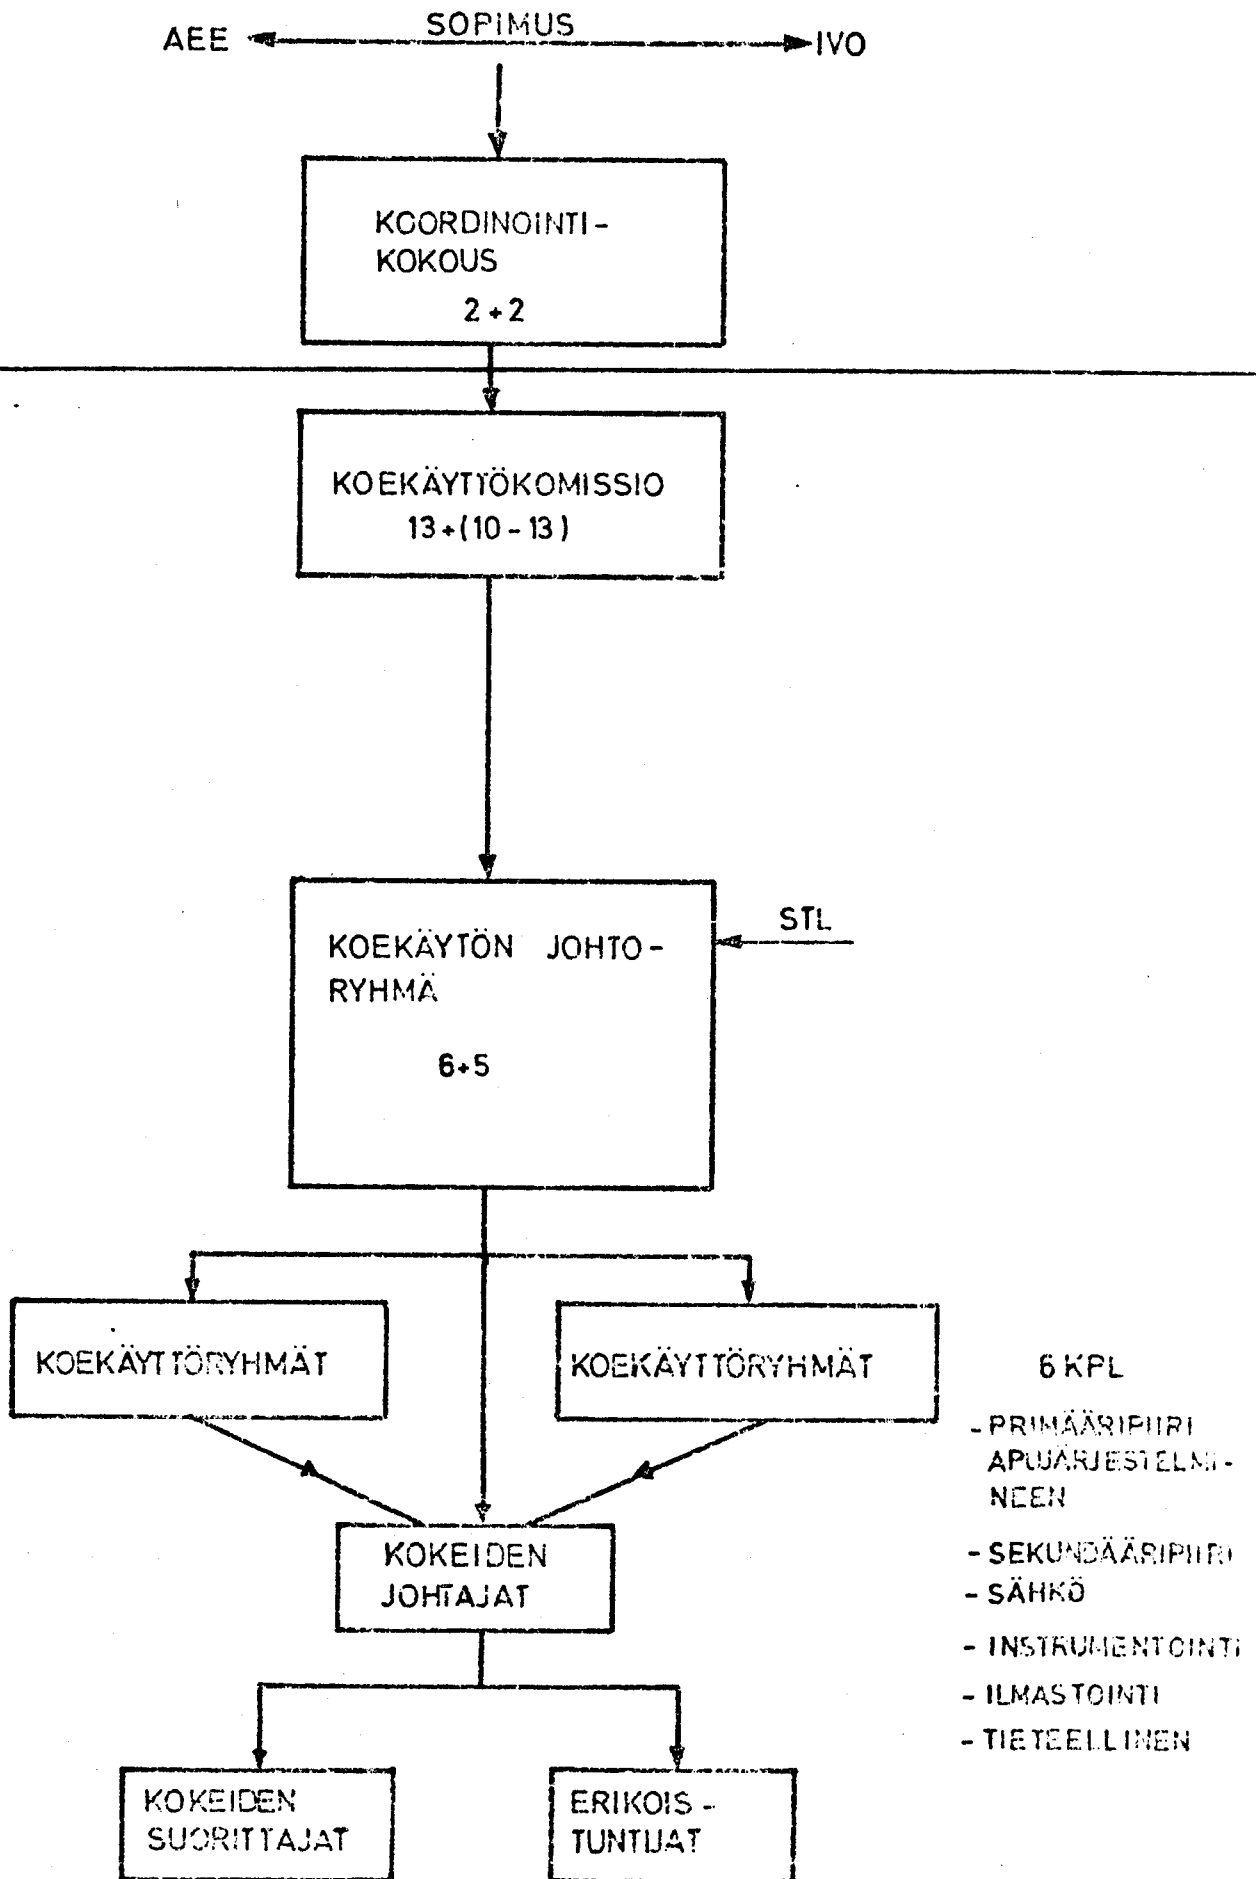 SOPIMUS
AEE IVO
KOORDINOINTI-
KOKOUS
2+2
KOEKÄYTTÖKOMISSIO
13+(10-13)
STL
KOEKÄYTÖN JOHTO-
RYHMÄ
6+5
KOEKÄYTTÖRYHMÄT
KOEKÄYTTÖRYHMÄT
6 KPL
- PRIMÄÄRIPIIRI
APUJÄRJESTELMI-
NEEN
- SEKUNDÄÄRIPIIRI
- SÄHKÖ
- INSTRUMENTOINTI
- ILMASTOINTI
- TIETEELLINEN
KOKEIDEN
JOHTAJAT
KOKEIDEN
SUORITTAJAT
ERIKOIS-
TUNTIJAT